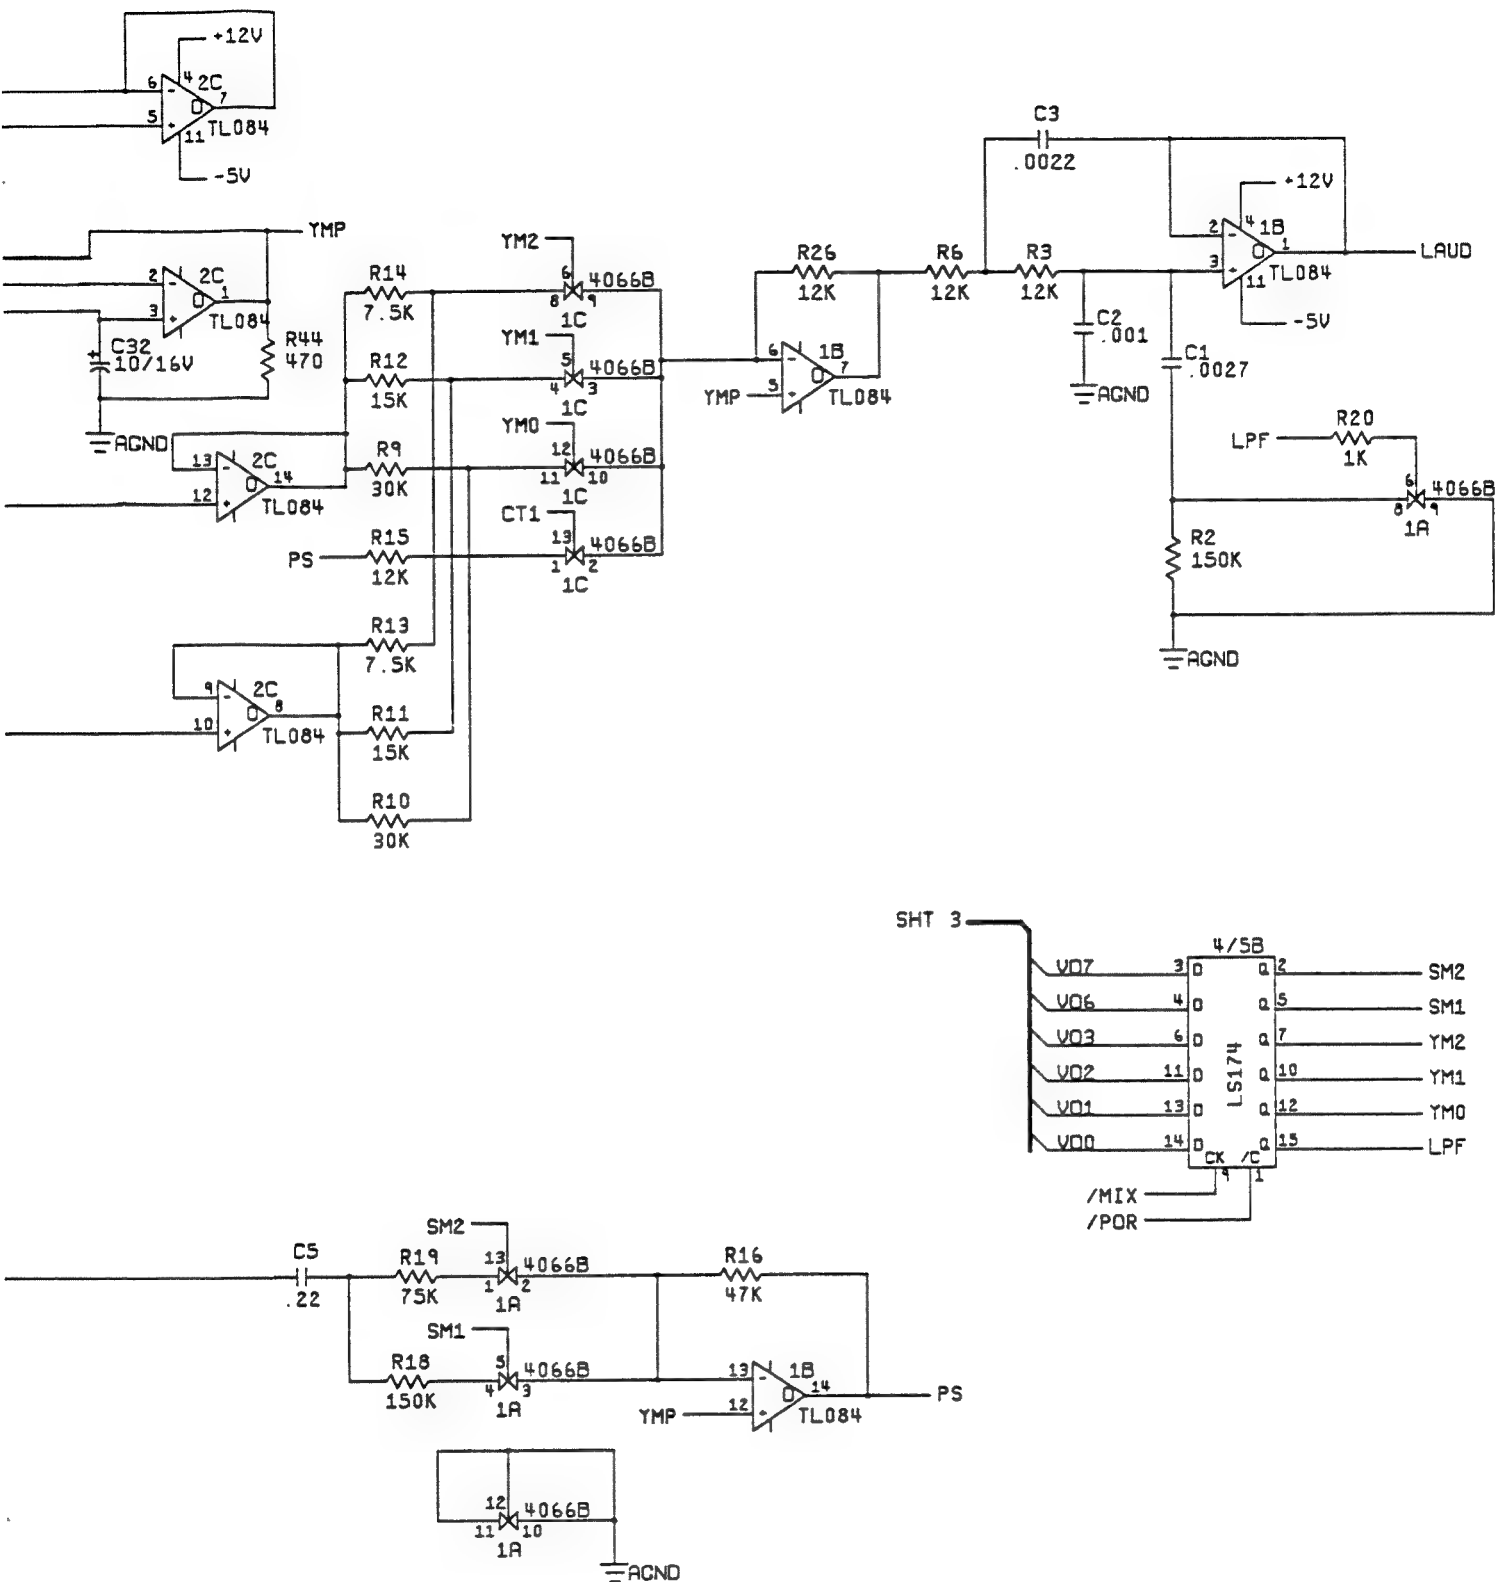 +12V
6
4
2C
7
5
11
TL084
-5V
C3
.0022
+12V
YMP
2
4
1B
1
3
11
TL084
LAUD
-5V
2
2C
1
3
TL084
C32
10/16V
R44
470
AGND
R14
7.5K
YM2
6
4066B
8
9
1C
R12
15K
YM1
5
4066B
4
3
1C
R9
30K
YM0
12
4066B
11
10
1C
R15
PS
12K
CT1
13
4066B
1
2
1C
13
2C
14
12
TL084
R26
12K
R6
12K
R3
12K
6
1B
7
YMP
5
TL084
C2
.001
AGND
C1
.0027
R20
LPF
1K
6
4066B
8
9
1A
R2
150K
AGND
R13
7.5K
9
2C
8
10
TL084
R11
15K
R10
30K
SHT 3
4/5B
VD7
3
D
Q
2
SM2
VD6
4
D
Q
5
SM1
VD3
6
D
Q
7
YM2
VD2
11
D
Q
10
YM1
VD1
13
D
Q
12
YM0
VD0
14
D
Q
15
LPF
LS174
CK
/C
9
1
/MIX
/POR
C5
.22
R19
75K
SM2
13
4066B
1
2
1A
R16
47K
R18
150K
SM1
5
4066B
4
3
1A
13
1B
14
PS
YMP
12
TL084
12
4066B
11
10
1A
AGND